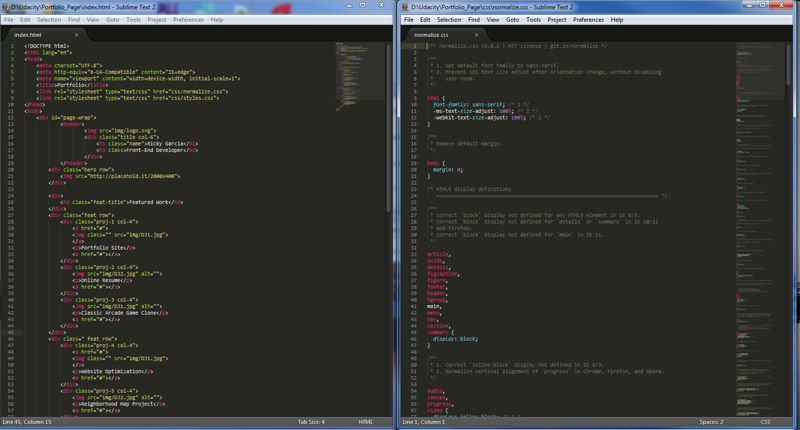 D:\Udacity\Portfolio_Page\index.html - Sublime Text 2
File Edit Selection Find View Goto Tools Project Preferences Help
index.html ×
1 <!DOCTYPE html>
2 <html lang="en">
3 <head>
4 <meta charset="UTF-8">
5 <meta http-equiv="X-UA-Compatible" content="IE=edge">
6 <meta name="viewport" content="width=device-width, initial-scale=1">
7 <title>Portfolio</title>
8 <link rel="stylesheet" type="text/css" href="css/normalize.css">
9 <link rel="stylesheet" type="text/css" href="css/styles.css">
10 </head>
11 <body>
12 <div id="page-wrap">
13 <header>
14 <img src="img/logo.svg">
15 <div class="title col-6">
16 <h1 class="name">Ricky Garcia</h1>
17 <h3 class=Front-End Developer</h3>
18 </div>
19 </header>
20 <div class="hero row">
21 <img src="http://placehold.it/2000x400">
22 </div>
23
24 <div>
25 <h2 class="feat-title">Featured Work</h2>
26 </div>
27 <div class="feat row">
28 <div class="proj-1 col-4">
29 <a href="#">
30 <img class="" src="img/DJ1.jpg">
31 </a>
32 <p>Portfolio Site</p>
33 <a href="#"></a>
34 </div>
35 <div class="proj-2 col-4">
36 <img src="img/DJ2.jpg" alt="">
37 <p>Online Resume</p>
38 <a href="#"></a>
39 </div>
40 <div class="proj-3 col-4">
41 <img src="img/DJ1.jpg" alt="">
42 <p>Classic Arcade Game Clone</p>
43 <a href="#"></a>
44 </div>
45 </div>
46 <div class=" feat row">
47 <div class="proj-4 col-4">
48 <a href="#">
49 <img class="" src="img/DJ1.jpg">
50 </a>
51 <p>Website Optimization</p>
52 <a href="#"></a>
53 </div>
54 <div class="proj-5 col-4">
55 <img src="img/DJ2.jpg" alt="">
56 <p>Neighborhood Map Project</p>
57 <a href="#"></a>
Line 45, Column 15 Tab Size: 4 HTML
D:\Udacity\Portfolio_Page\css\normalize.css - Sublime Text 2
File Edit Selection Find View Goto Tools Project Preferences Help
normalize.css ×
1 /*! normalize.css v3.0.2 | MIT License | git.io/normalize */
2
3 /**
4 * 1. Set default font family to sans-serif.
5 * 2. Prevent iOS text size adjust after orientation change, without disabling
6 * user zoom.
7 */
8
9 html {
10 font-family: sans-serif; /* 1 */
11 -ms-text-size-adjust: 100%; /* 2 */
12 -webkit-text-size-adjust: 100%; /* 2 */
13 }
14
15 /**
16 * Remove default margin.
17 */
18
19 body {
20 margin: 0;
21 }
22
23 /* HTML5 display definitions
24 ========================================================================== */
25
26 /**
27 * Correct `block` display not defined for any HTML5 element in IE 8/9.
28 * Correct `block` display not defined for `details` or `summary` in IE 10/11
29 * and Firefox.
30 * Correct `block` display not defined for `main` in IE 11.
31 */
32
33 article,
34 aside,
35 details,
36 figcaption,
37 figure,
38 footer,
39 header,
40 hgroup,
41 main,
42 menu,
43 nav,
44 section,
45 summary {
46 display: block;
47 }
48
49 /**
50 * 1. Correct `inline-block` display not defined in IE 8/9.
51 * 2. Normalize vertical alignment of `progress` in Chrome, Firefox, and Opera.
52 */
53
54 audio,
55 canvas,
56 progress,
57 video {
Line 1, Column 1 Spaces: 2 CSS